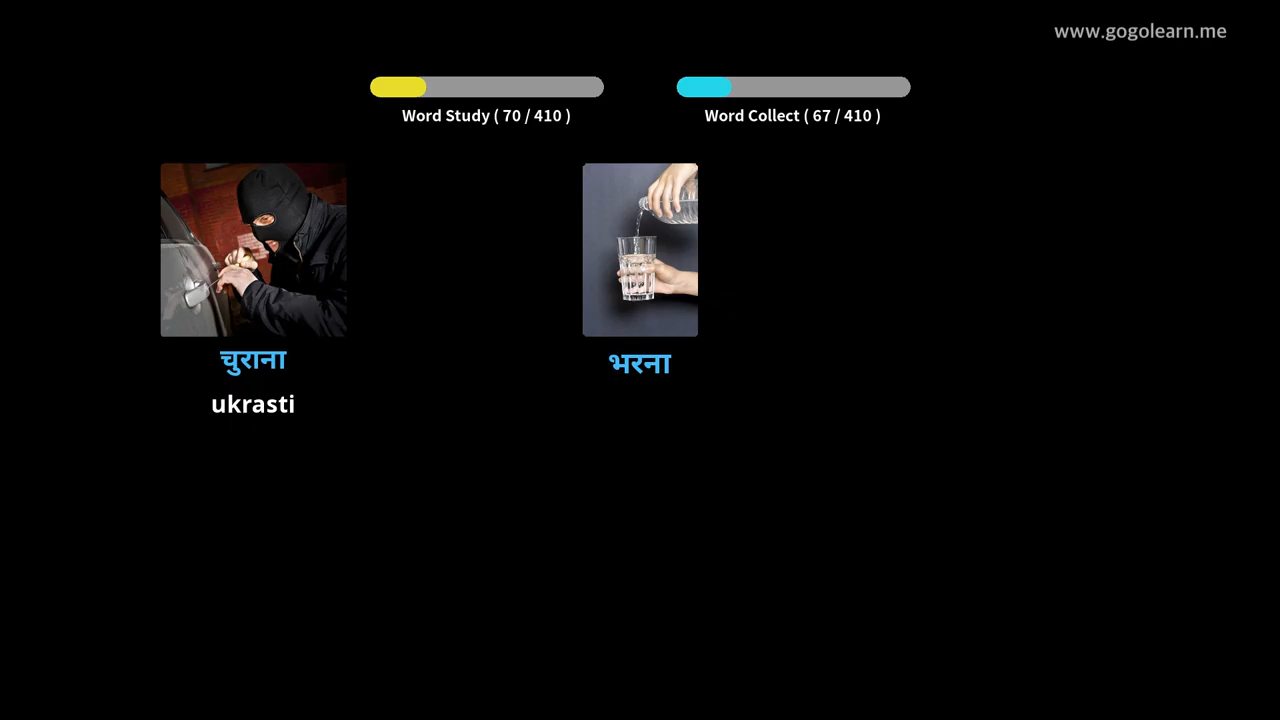 www.gogolearn.me
Word Study ( 70 / 410 )
Word Collect ( 67 / 410 )
चुराना
भरना
ukrasti